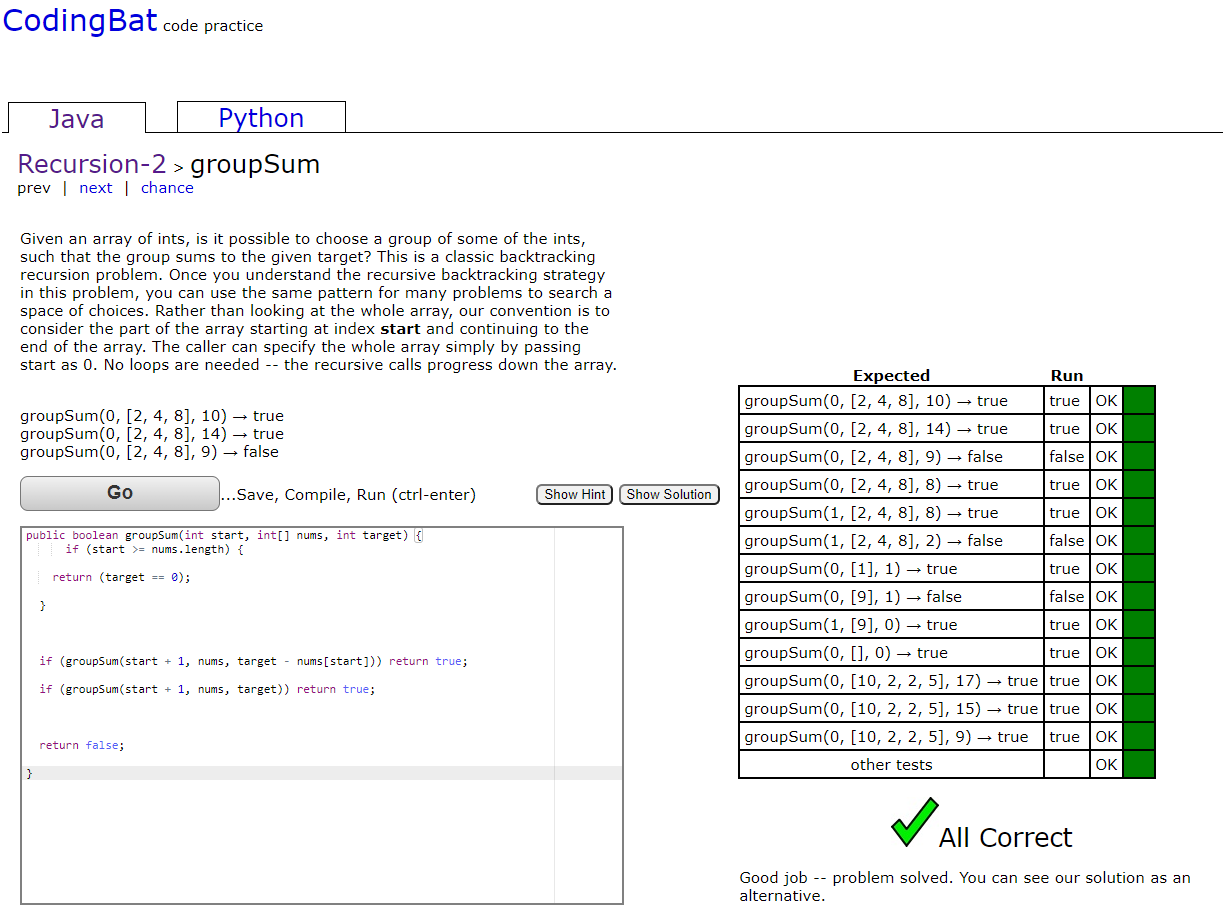 CodingBat code practice
Java
Python
Recursion-2 > groupSum
prev | next | chance
Given an array of ints, is it possible to choose a group of some of the ints,
such that the group sums to the given target? This is a classic backtracking
recursion problem. Once you understand the recursive backtracking strategy
in this problem, you can use the same pattern for many problems to search a
space of choices. Rather than looking at the whole array, our convention is to
consider the part of the array starting at index start and continuing to the
end of the array. The caller can specify the whole array simply by passing
start as 0. No loops are needed -- the recursive calls progress down the array.
groupSum(0, [2, 4, 8], 10) → true
groupSum(0, [2, 4, 8], 14) → true
groupSum(0, [2, 4, 8], 9) → false
Go ...Save, Compile, Run (ctrl-enter) Show Hint Show Solution
public boolean groupSum(int start, int[] nums, int target) {
if (start >= nums.length) {
return (target == 0);
}
if (groupSum(start + 1, nums, target - nums[start])) return true;
if (groupSum(start + 1, nums, target)) return true;
return false;
}
Expected Run
groupSum(0, [2, 4, 8], 10) → true true OK
groupSum(0, [2, 4, 8], 14) → true true OK
groupSum(0, [2, 4, 8], 9) → false false OK
groupSum(0, [2, 4, 8], 8) → true true OK
groupSum(1, [2, 4, 8], 8) → true true OK
groupSum(1, [2, 4, 8], 2) → false false OK
groupSum(0, [1], 1) → true true OK
groupSum(0, [9], 1) → false false OK
groupSum(1, [9], 0) → true true OK
groupSum(0, [], 0) → true true OK
groupSum(0, [10, 2, 2, 5], 17) → true true OK
groupSum(0, [10, 2, 2, 5], 15) → true true OK
groupSum(0, [10, 2, 2, 5], 9) → true true OK
other tests OK
All Correct
Good job -- problem solved. You can see our solution as an
alternative.